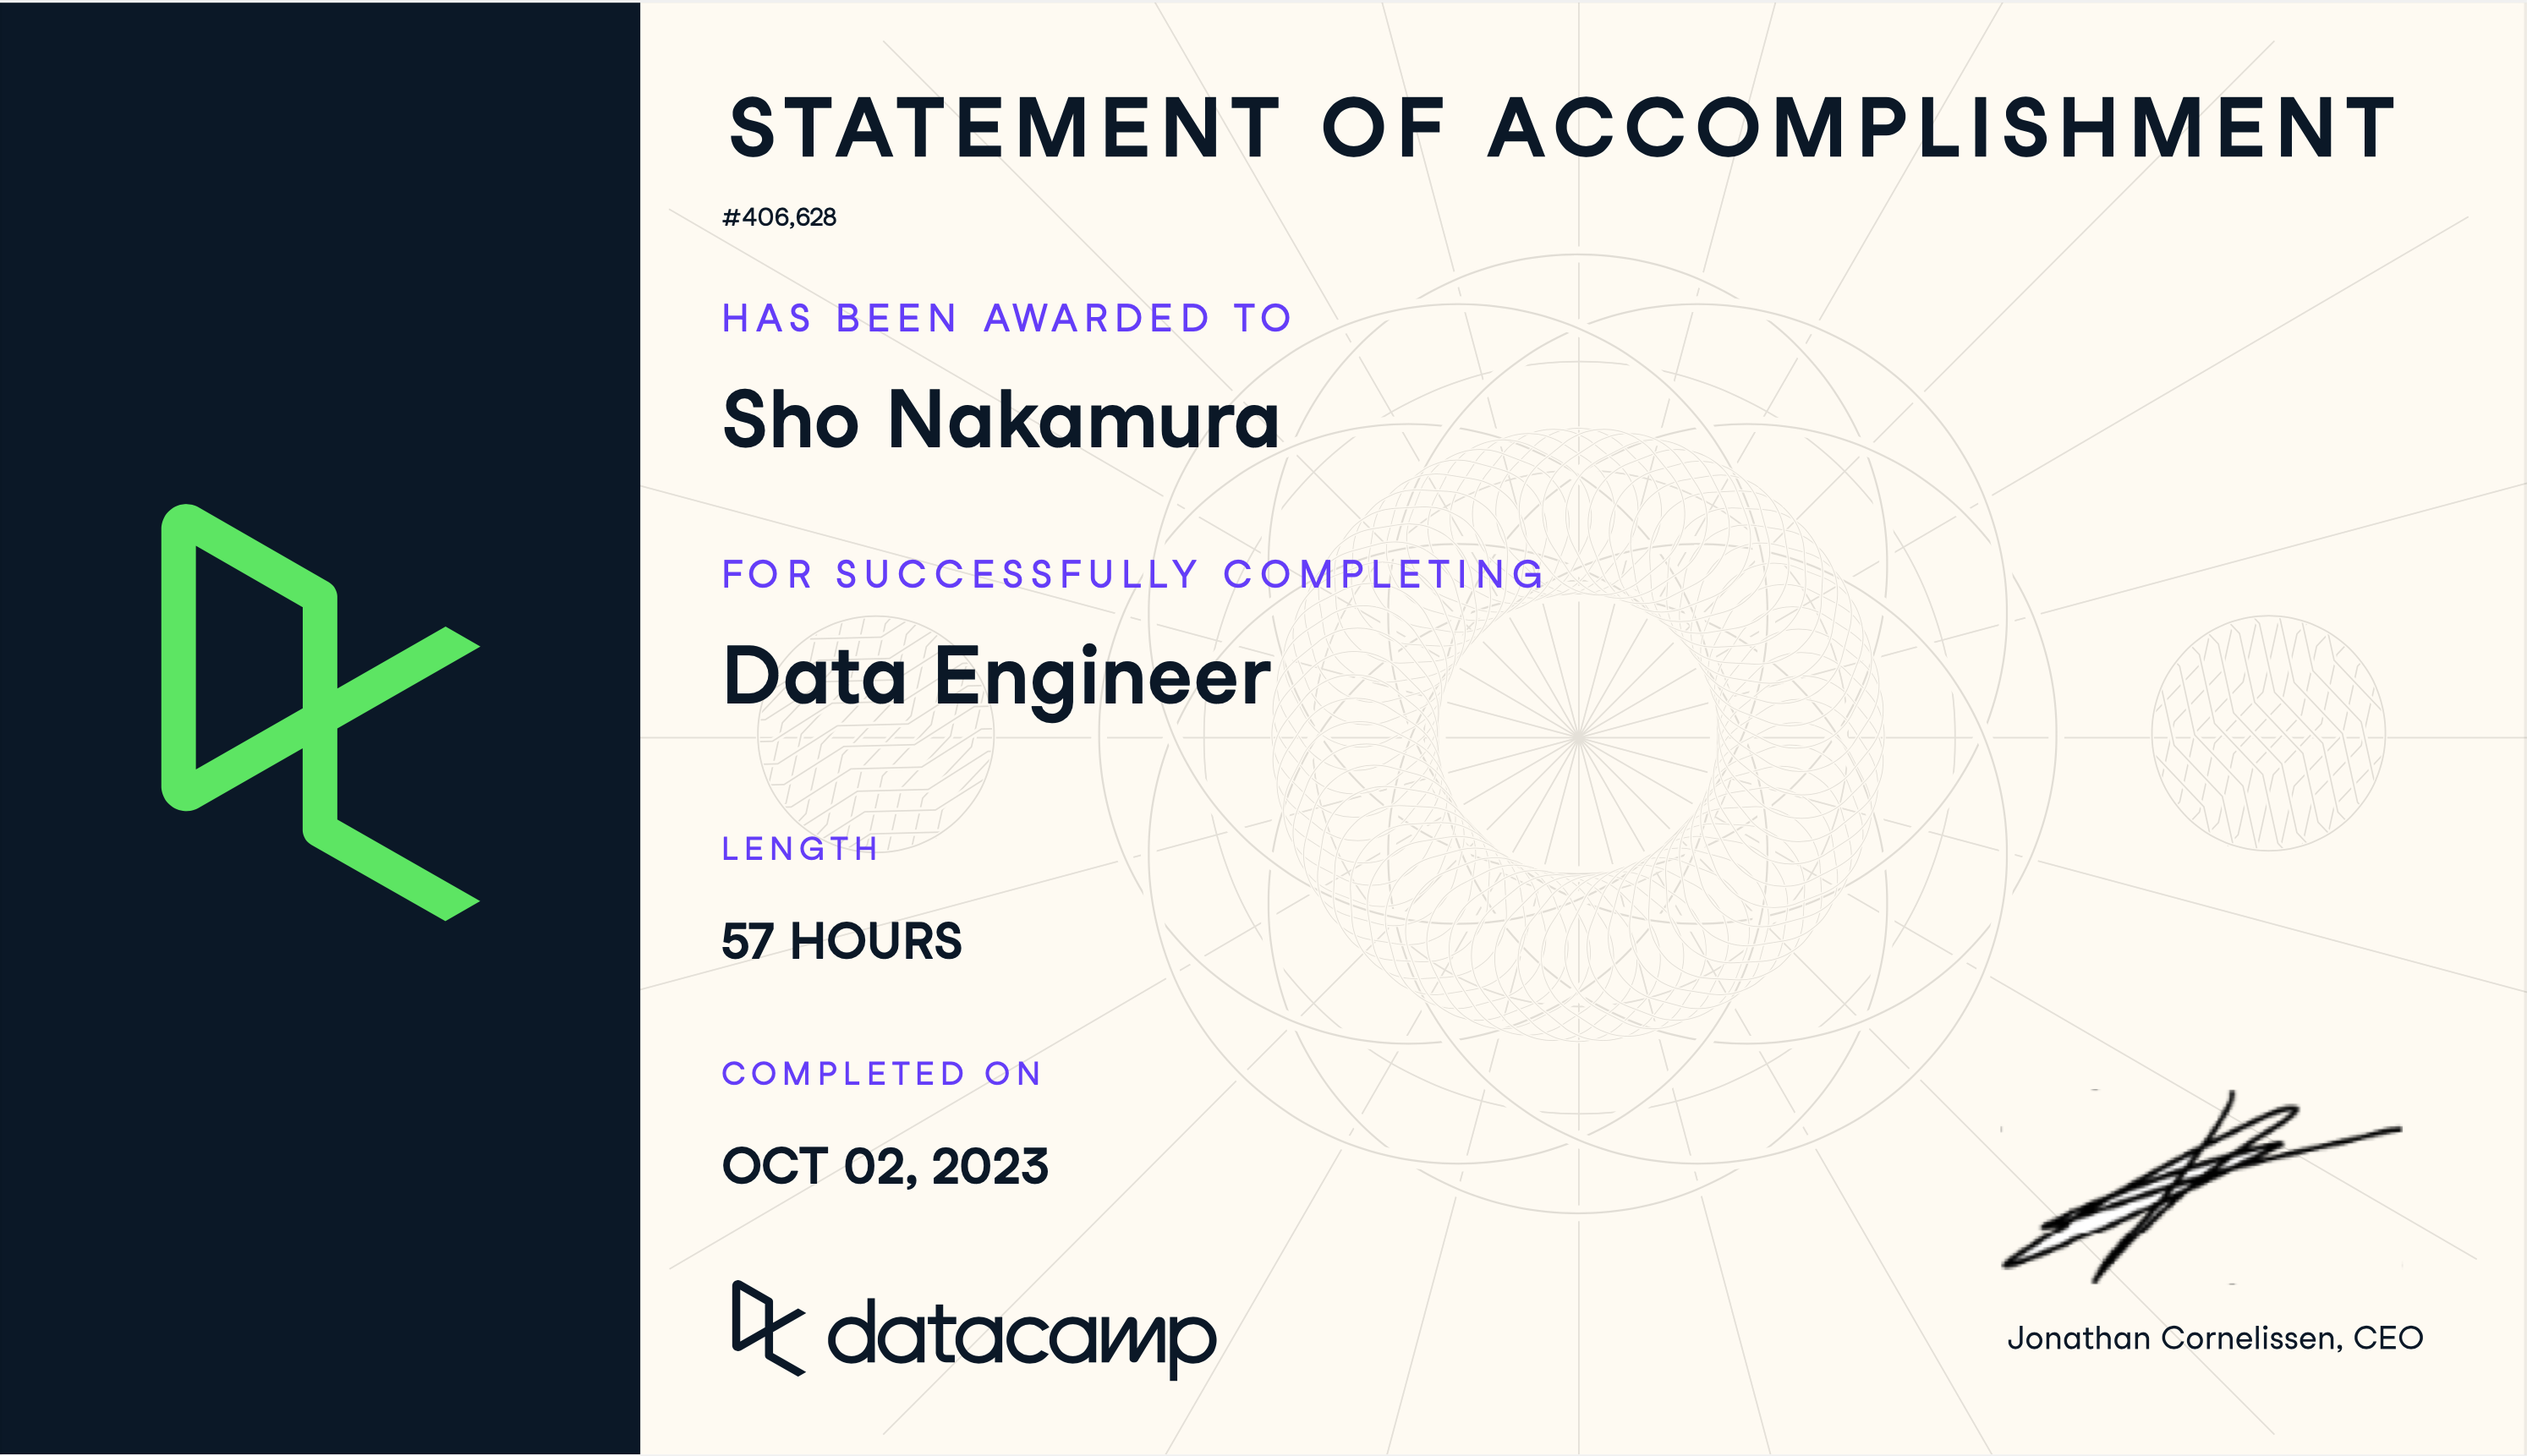 STATEMENT OF ACCOMPLISHMENT
#406,628
HAS BEEN AWARDED TO
Sho Nakamura
FOR SUCCESSFULLY COMPLETING
Data Engineer
LENGTH
57 HOURS
COMPLETED ON
OCT 02, 2023
datacamp
Jonathan Cornelissen, CEO